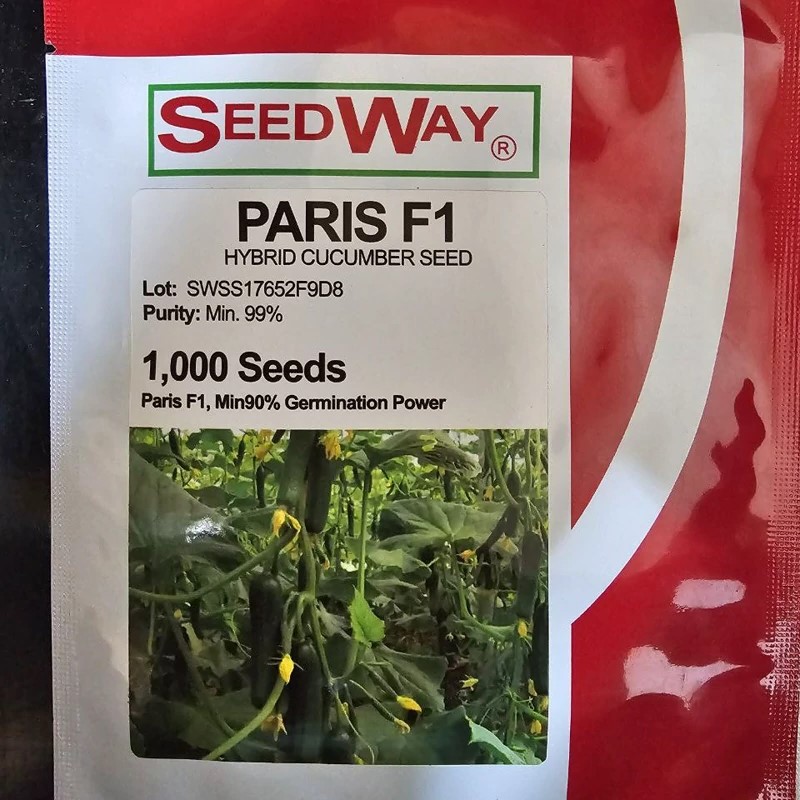 SEEDWAY®
PARIS F1
HYBRID CUCUMBER SEED
Lot: SWSS17652F9D8
Purity: Min. 99%
1,000 Seeds
Paris F1, Min90% Germination Power